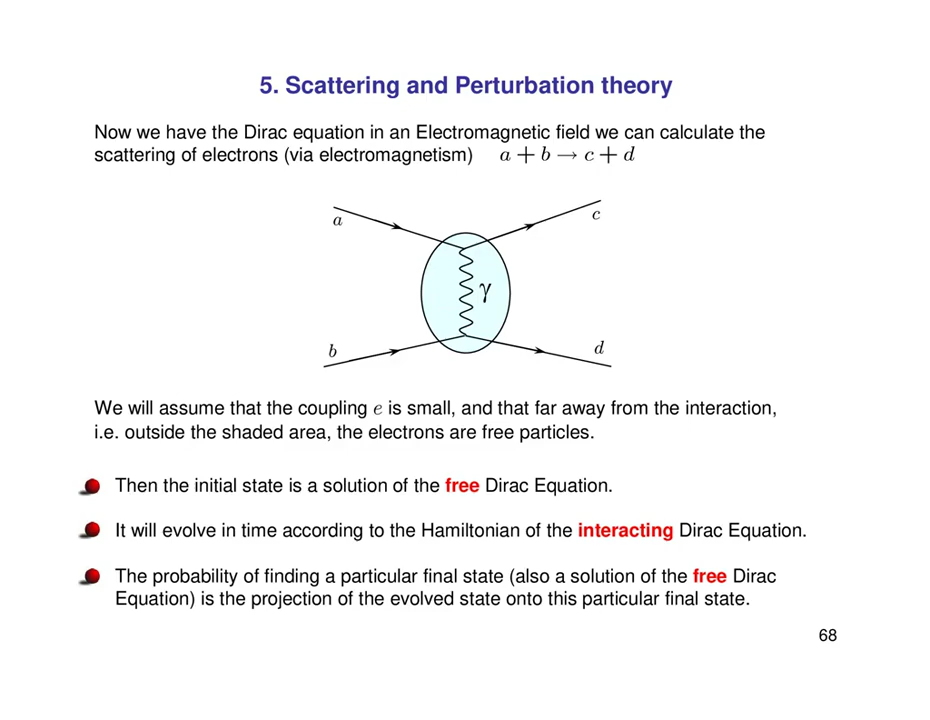 5. Scattering and Perturbation theory
Now we have the Dirac equation in an Electromagnetic field we can calculate the
scattering of electrons (via electromagnetism) a + b → c + d
a
c
γ
b
d
We will assume that the coupling e is small, and that far away from the interaction,
i.e. outside the shaded area, the electrons are free particles.
Then the initial state is a solution of the free Dirac Equation.
It will evolve in time according to the Hamiltonian of the interacting Dirac Equation.
The probability of finding a particular final state (also a solution of the free Dirac
Equation) is the projection of the evolved state onto this particular final state.
68